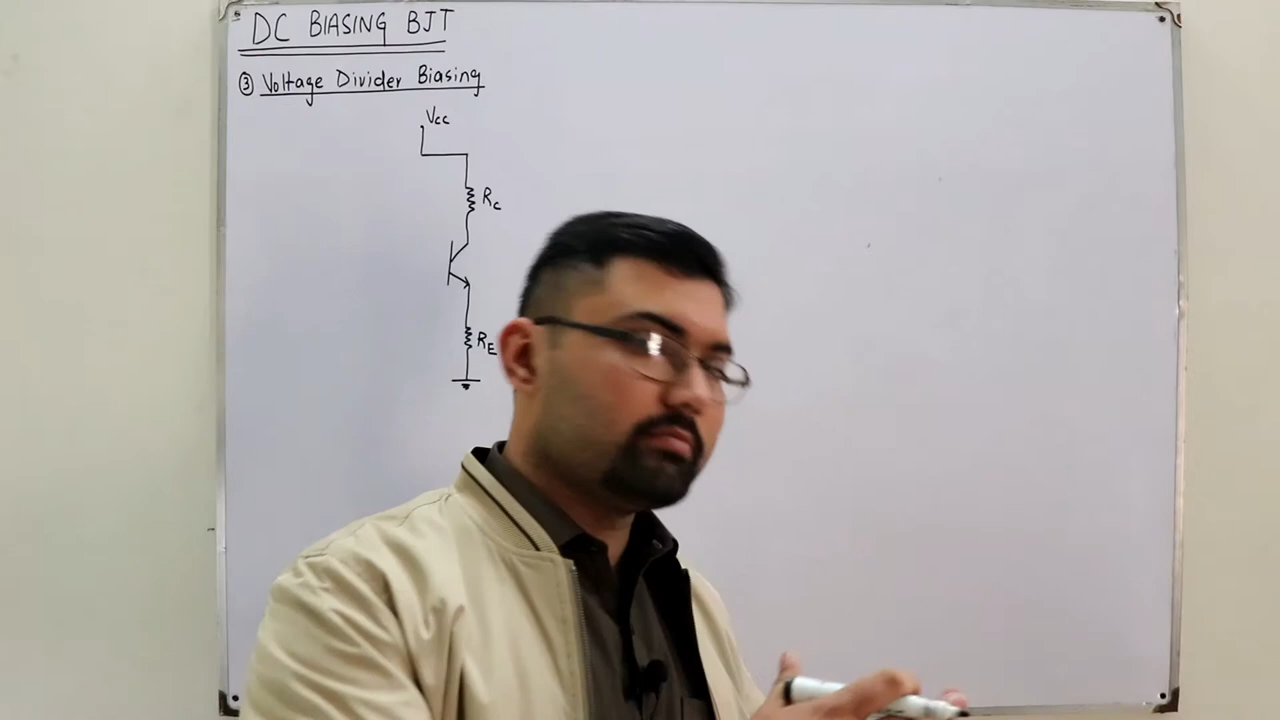 DC BIASING BJT
③ Voltage Divider Biasing
Vcc
Rc
RE